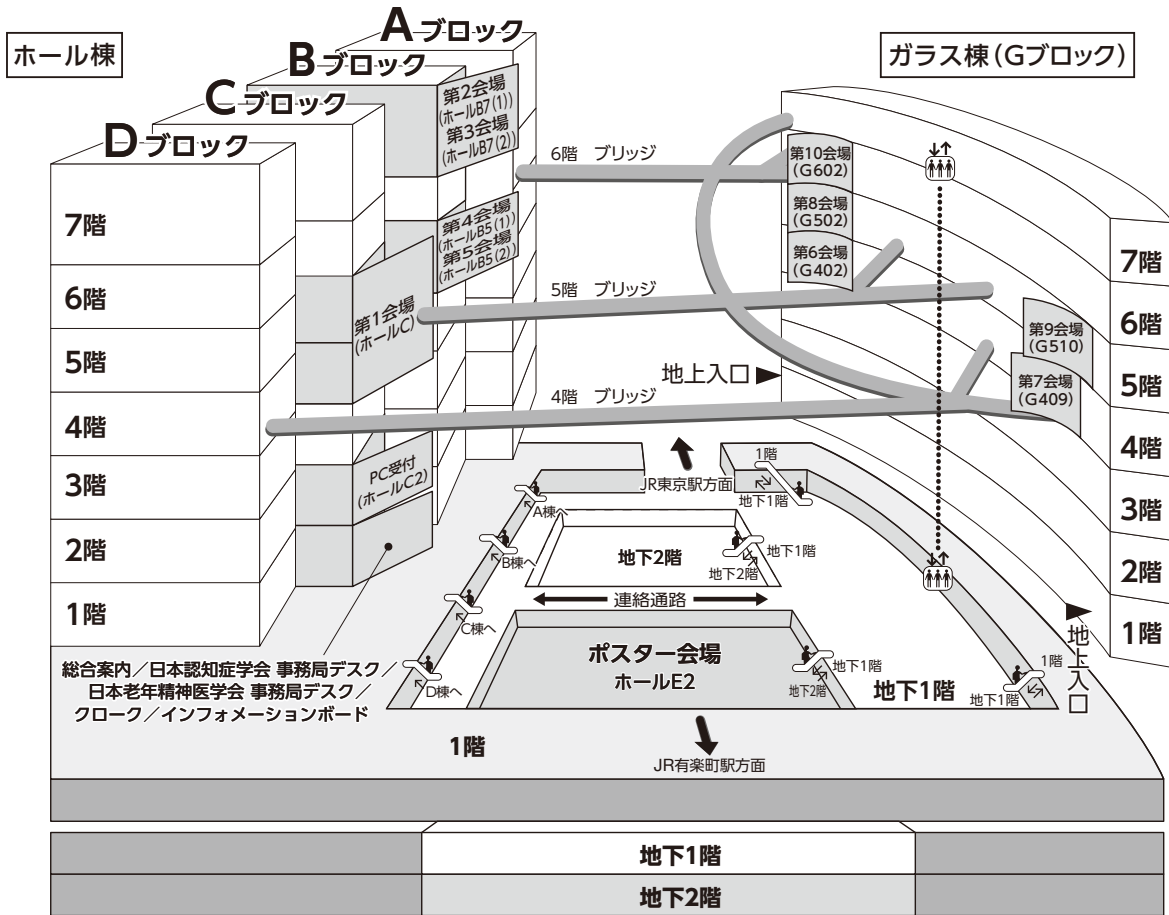 ホール棟
Aブロック
Bブロック
Cブロック
Dブロック
ガラス棟（Gブロック）
第2会場
（ホールB7（1））
第3会場
（ホールB7（2））
第4会場
（ホールB5（1））
第5会場
（ホールB5（2））
第1会場
（ホールC）
PC受付
（ホールC2）
7階
6階
5階
4階
3階
2階
1階
6階 ブリッジ
5階 ブリッジ
4階 ブリッジ
第10会場
（G602）
第8会場
（G502）
第6会場
（G402）
第9会場
（G510）
第7会場
（G409）
7階
6階
5階
4階
3階
2階
1階
地上入口
地上入口
JR東京駅方面
1階
地下1階
A棟へ
B棟へ
C棟へ
D棟へ
地下2階
地下1階
地下2階
連絡通路
ポスター会場
ホールE2
地下1階
地下2階
地下1階
1階
地下1階
総合案内／日本認知症学会 事務局デスク／
日本老年精神医学会 事務局デスク／
クローク／インフォメーションボード
1階
JR有楽町駅方面
地下1階
地下2階